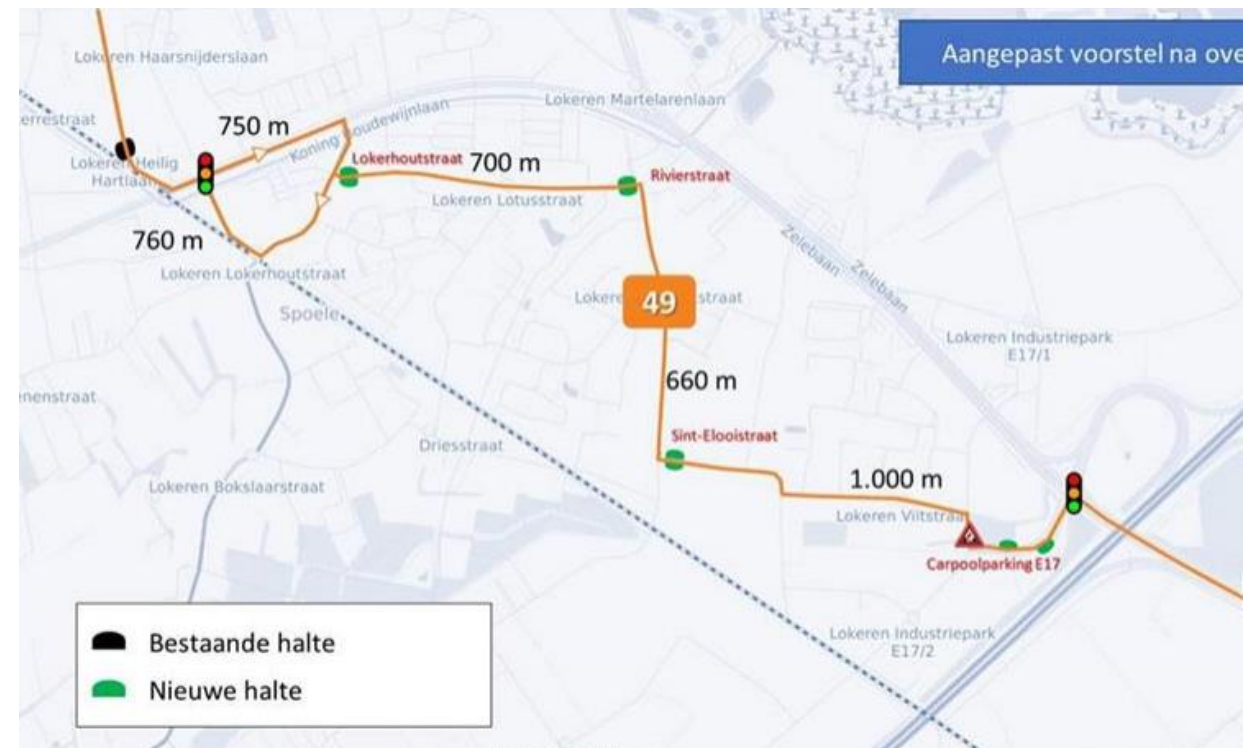 Aangepast voorstel na ove
Lokeren Haarsnijderslaan
Lokeren Martelarenlaan
errestraat
750 m
Koning Boudewijnlaan
Lokeren Heilig
Hartlaan
Lokerhoutstraat
700 m
Rivierstraat
Lokeren Lotusstraat
760 m
Zelebaan
Zelebaan
Lokeren Lokerhoutstraat
Spoele
49
straat
Lokeren Industriepark
E17/1
660 m
nenstraat
Sint-Elooistraat
Driesstraat
1.000 m
Lokeren Bokslaarstraat
Carpoolparking E17
Lokeren Industriepark
E17/2
Bestaande halte
Nieuwe halte